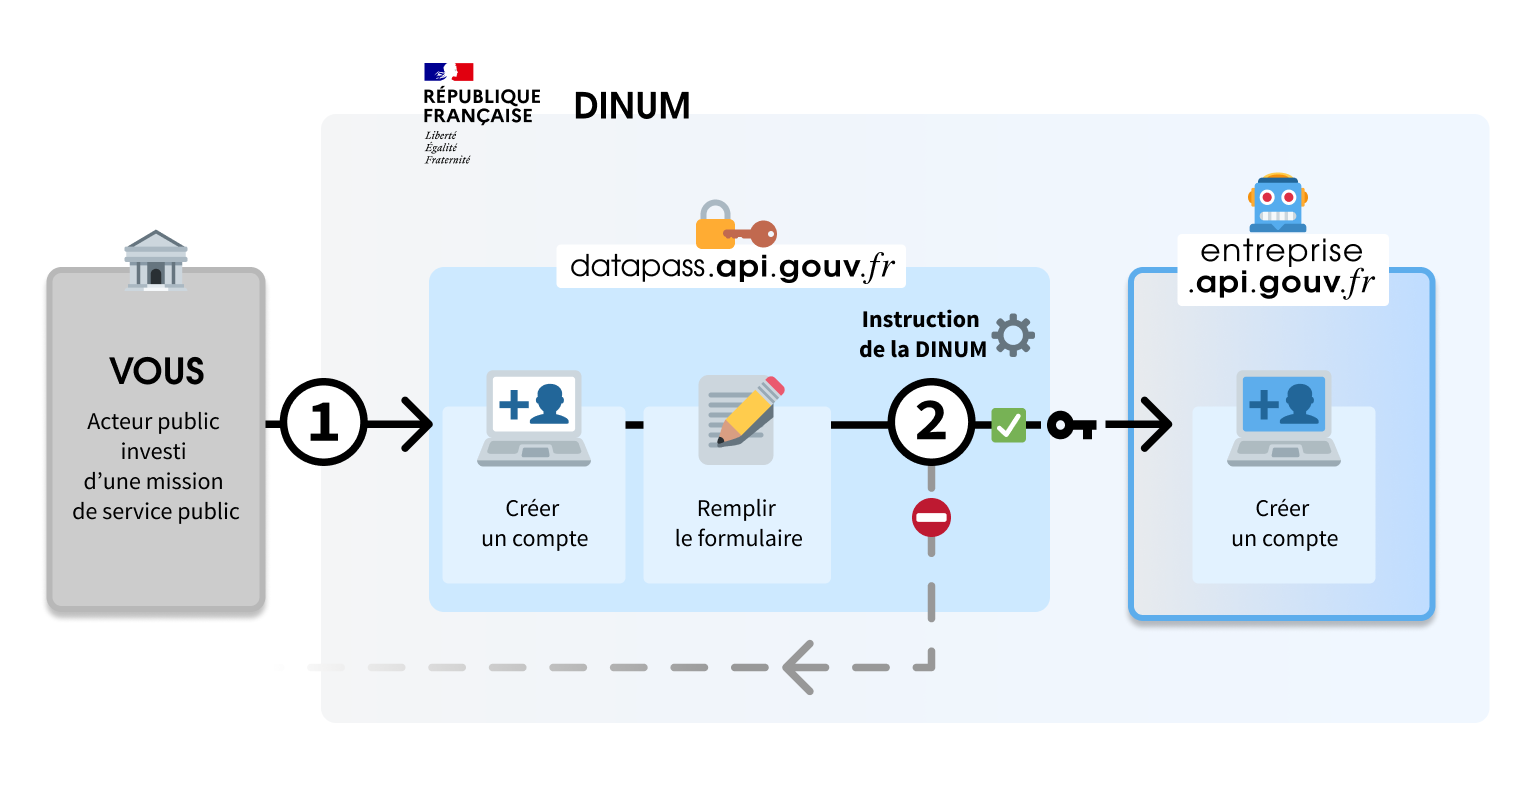 RÉPUBLIQUE
FRANÇAISE
Liberté
Égalité
Fraternité
DINUM
VOUS
Acteur public
investi
d’une mission
de service public
1
datapass.api.gouv.fr
Créer
un compte
Remplir
le formulaire
Instruction
de la DINUM
2
entreprise
.api.gouv.fr
Créer
un compte